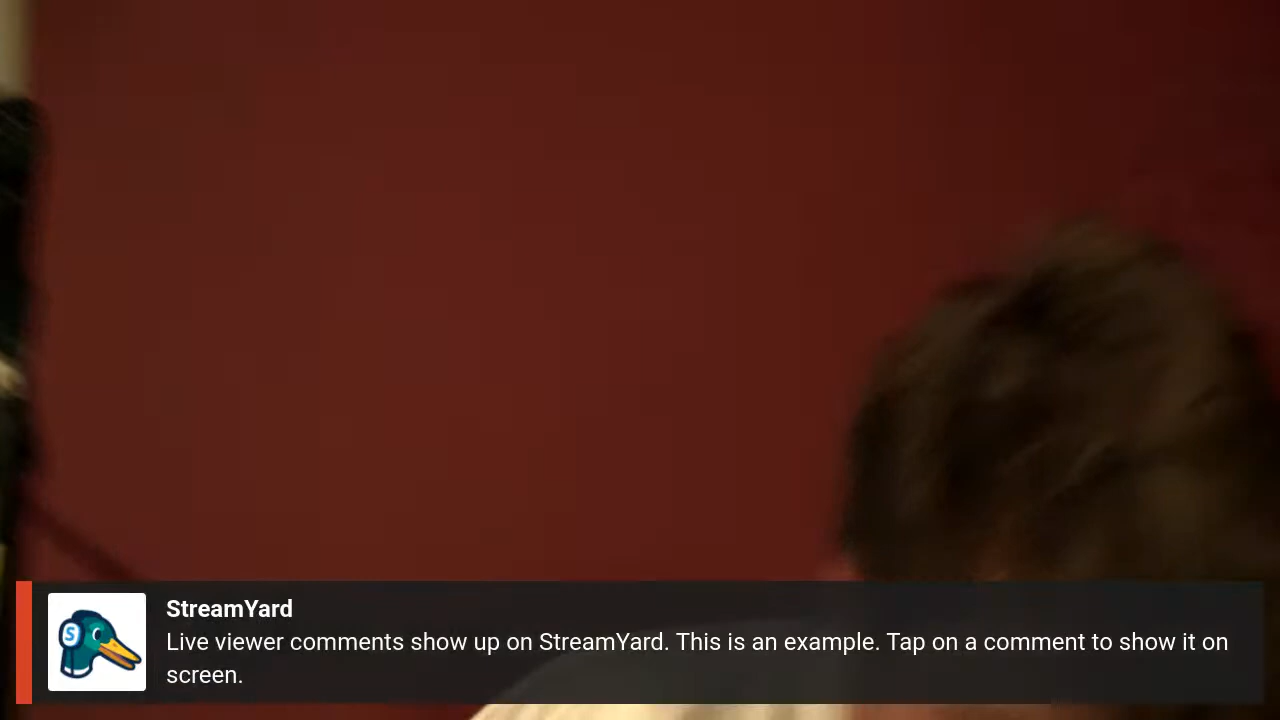 StreamYard
S
Live viewer comments show up on StreamYard. This is an example. Tap on a comment to show it on
screen.